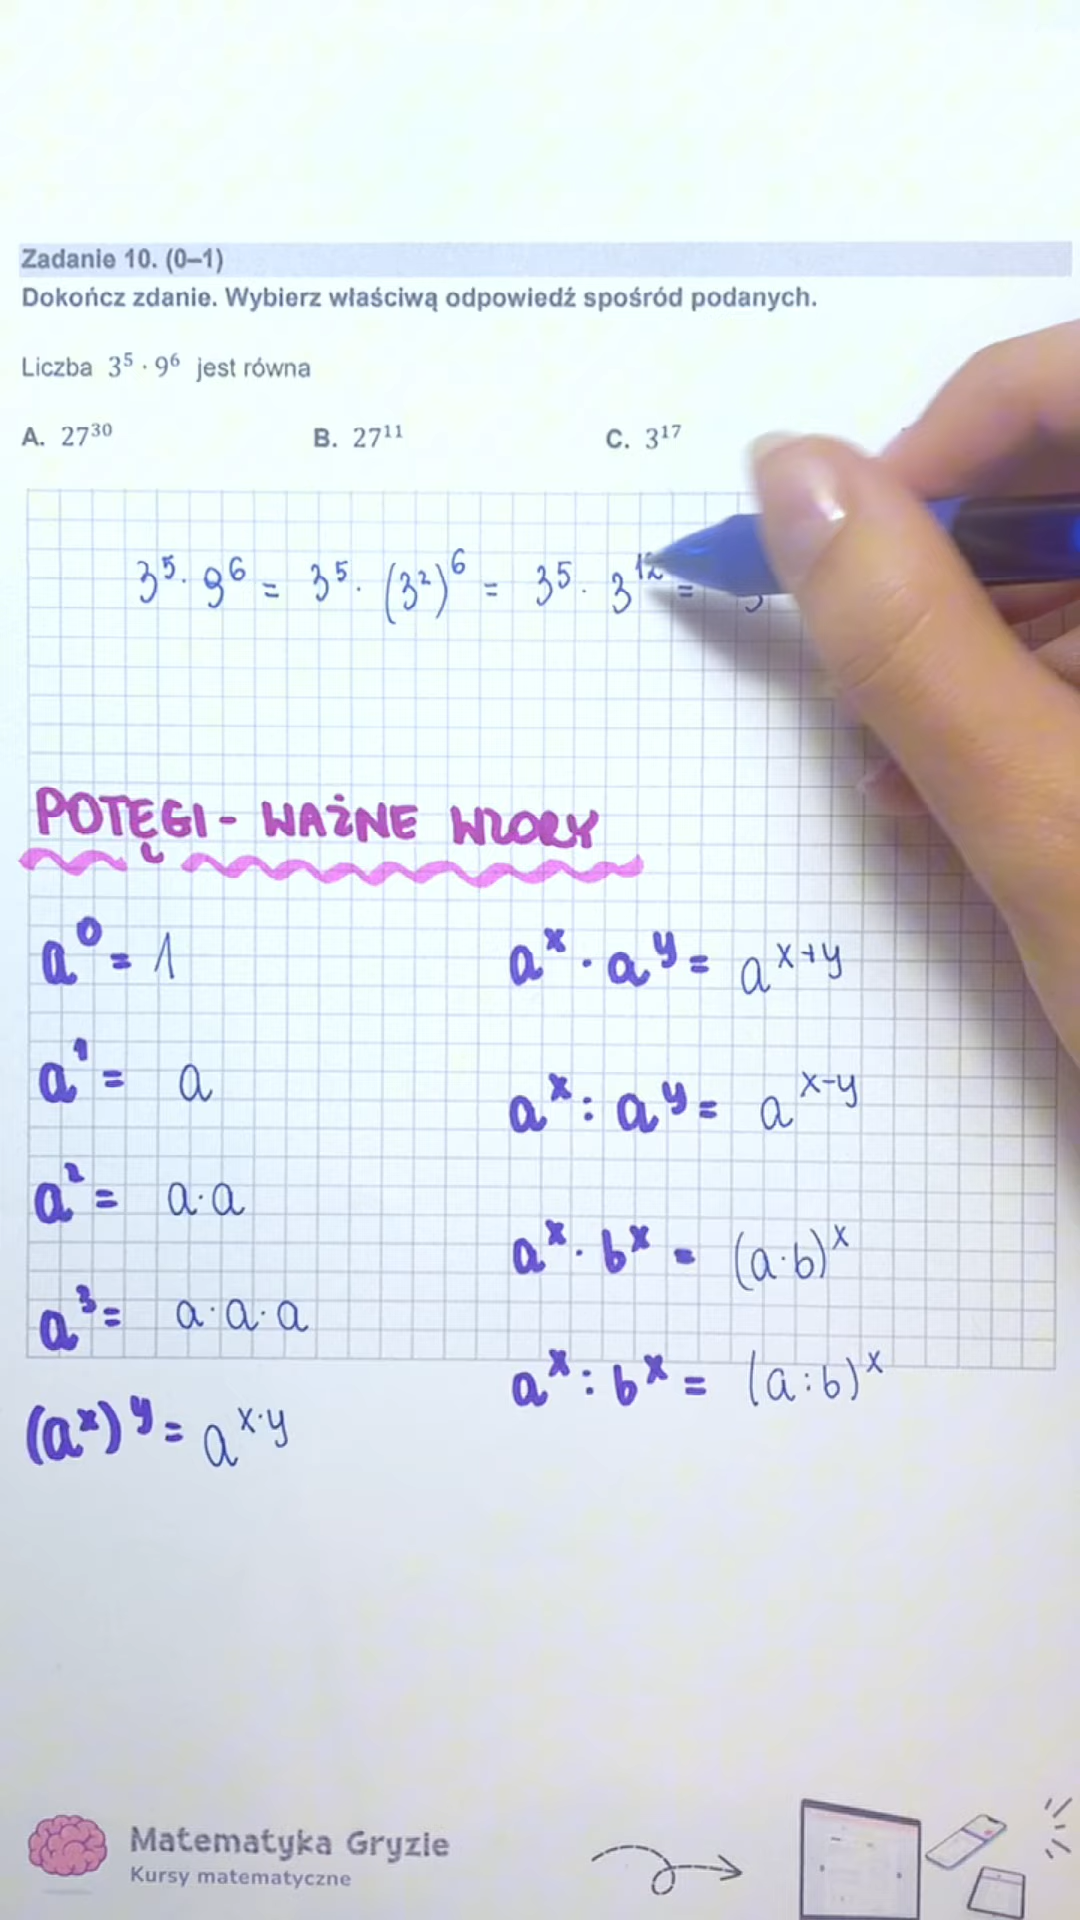 Zadanie 10. (0–1)
Dokończ zdanie. Wybierz właściwą odpowiedź spośród podanych.
Liczba 3⁵ · 9⁶ jest równa
A. 27³⁰ B. 27¹¹ C. 3¹⁷
3⁵ · 9⁶ = 3⁵ · (3²)⁶ = 3⁵ · 3¹² =
POTĘGI - WAŻNE WZORY
a⁰ = 1
a¹ = a
a² = a·a
a³ = a·a·a
(aˣ)ʸ = aˣ·ʸ
aˣ · aʸ = aˣ⁺ʸ
aˣ : aʸ = aˣ⁻ʸ
aˣ · bˣ = (a·b)ˣ
aˣ : bˣ = (a:b)ˣ
Matematyka Gryzie
Kursy matematyczne